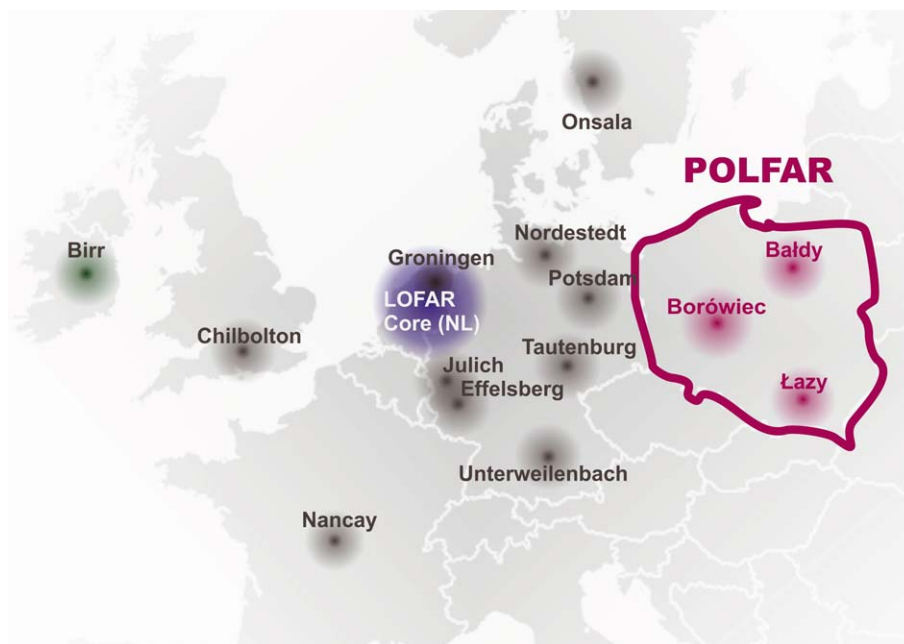 Onsala
POLFAR
Birr
Nordestedt
Groningen
Bałdy
Potsdam
LOFAR
Core (NL)
Borówiec
Chilbolton
Tautenburg
Julich
Effelsberg
Łazy
Unterweilenbach
Nancay